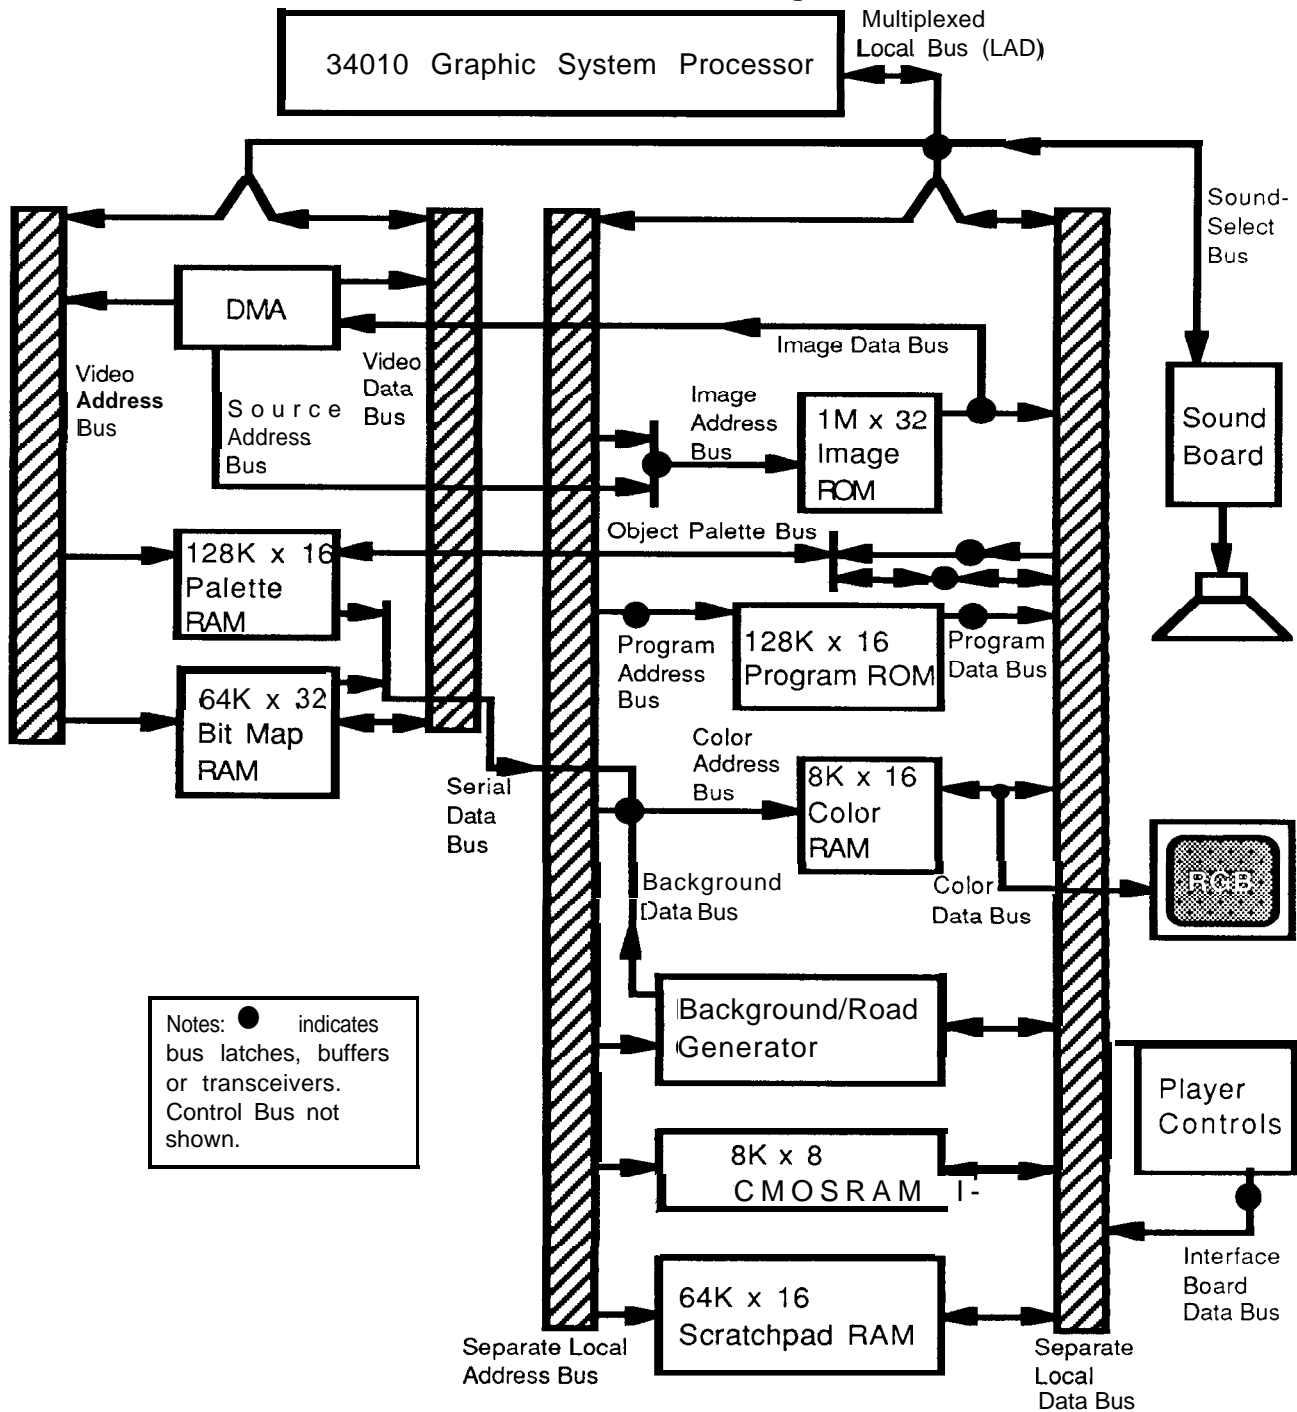 Multiplexed
Local Bus (LAD)
34010 Graphic System Processor
Sound-
Select
Bus
DMA
Image Data Bus
Video
Address
Bus
Video
Data
Bus
Source
Address
Bus
Image
Address
Bus
1M x 32
Image
ROM
Sound
Board
Object Palette Bus
128K x 16
Palette
RAM
Program
Address
Bus
128K x 16
Program ROM
Program
Data Bus
64K x 32
Bit Map
RAM
Serial
Data
Bus
Color
Address
Bus
8K x 16
Color
RAM
RGB
Background
Data Bus
Color
Data Bus
Background/Road
Generator
Notes: ● indicates
bus latches, buffers
or transceivers.
Control Bus not
shown.
Player
Controls
8K x 8
CMOSRAM I-
Interface
Board
Data Bus
64K x 16
Scratchpad RAM
Separate Local
Address Bus
Separate
Local
Data Bus